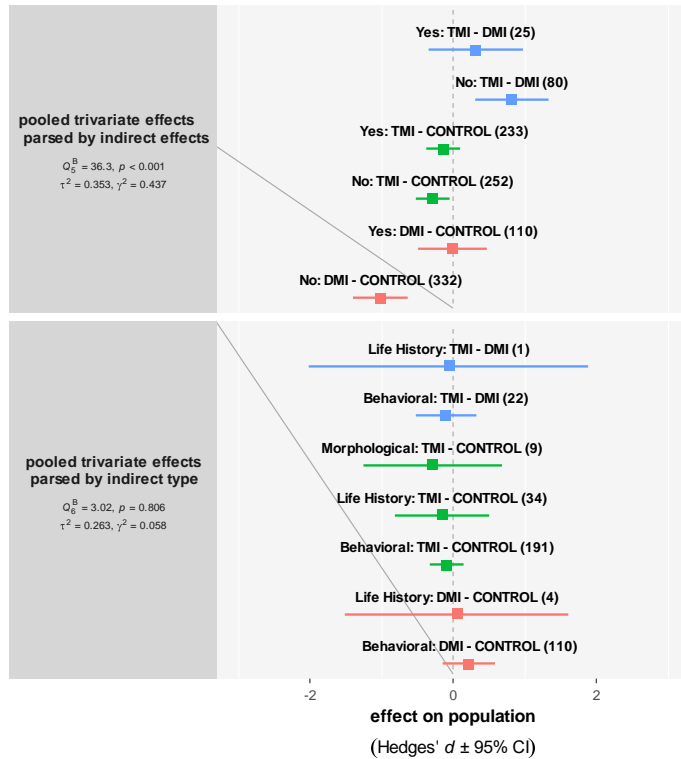 Yes: TMI - DMI (25)
No: TMI - DMI (80)
Yes: TMI - CONTROL (233)
No: TMI - CONTROL (252)
Yes: DMI - CONTROL (110)
No: DMI - CONTROL (332)
pooled trivariate effects
parsed by indirect effects
Q₅ᴮ = 36.3, p < 0.001
τ² = 0.353, γ² = 0.437
Life History: TMI - DMI (1)
Behavioral: TMI - DMI (22)
Morphological: TMI - CONTROL (9)
Life History: TMI - CONTROL (34)
Behavioral: TMI - CONTROL (191)
Life History: DMI - CONTROL (4)
Behavioral: DMI - CONTROL (110)
pooled trivariate effects
parsed by indirect type
Q₆ᴮ = 3.02, p = 0.806
τ² = 0.263, γ² = 0.058
-2 0 2
effect on population
(Hedges' d ± 95% CI)